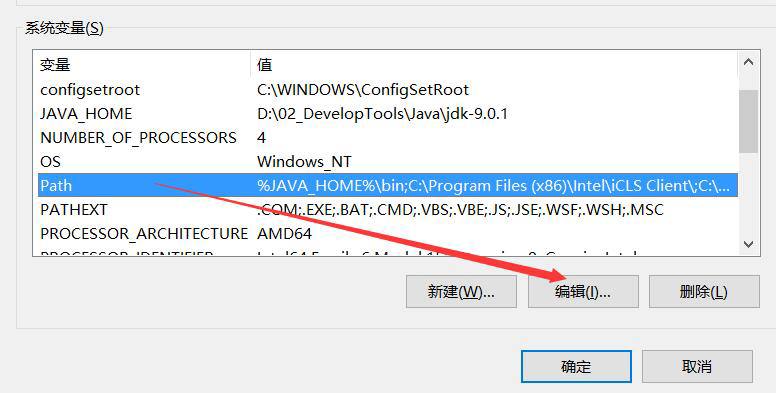 系统变量(S)
变量 值
configsetroot C:\WINDOWS\ConfigSetRoot
JAVA_HOME D:\02_DevelopTools\Java\jdk-9.0.1
NUMBER_OF_PROCESSORS 4
OS Windows_NT
Path %JAVA_HOME%\bin;C:\Program Files (x86)\Intel\iCLS Client\;C:\...
PATHEXT .COM;.EXE;.BAT;.CMD;.VBS;.VBE;.JS;.JSE;.WSF;.WSH;.MSC
PROCESSOR_ARCHITECTURE AMD64
新建(W)... 编辑(I)... 删除(L)
确定 取消